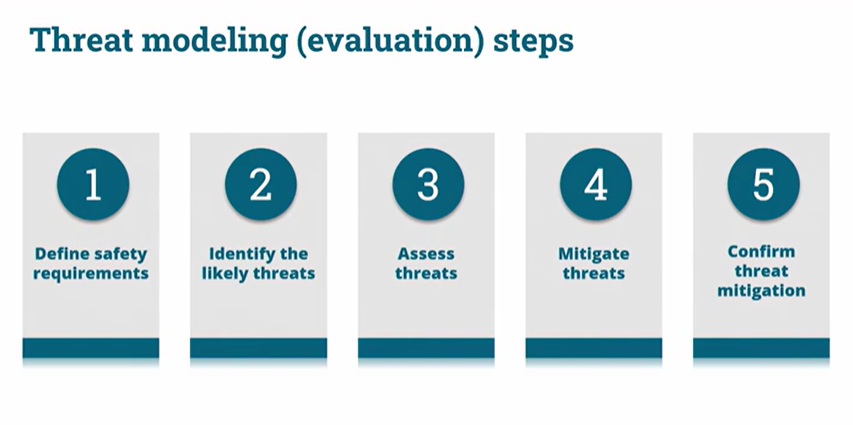 Threat modeling (evaluation) steps
1
Define safety
requirements
2
Identify the
likely threats
3
Assess
threats
4
Mitigate
threats
5
Confirm
threat
mitigation